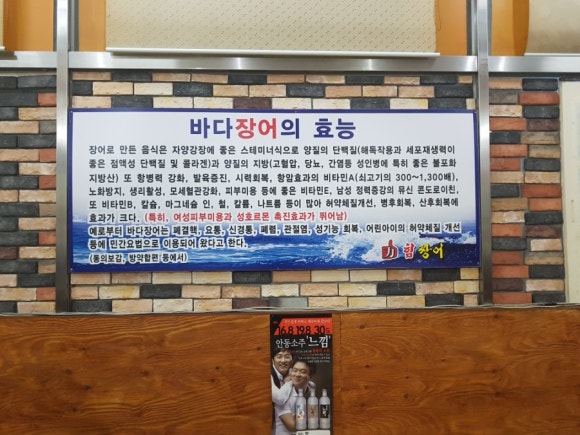 바다장어의 효능
장어로 만든 음식은 자양강장에 좋은 스테미너식으로 양질의 단백질(해독작용과 세포재생력이
좋은 점액성 단백질 및 콜라겐)과 양질의 지방(고혈압, 당뇨, 간염등 성인병에 특히 좋은 불포화
지방산) 또 항병력 강화, 발육증진, 시력회복, 항암효과의 비타민A(쇠고기의 300~1,300배),
노화방지, 생리활성, 모세혈관강화, 피부미용 등에 좋은 비타민E, 남성 정력증강의 뮤신 콘도로이친,
또 비타민B, 칼슘, 마그네슘 인, 철, 칼륨, 나트륨 등이 많아 허약체질개선, 병후회복, 산후회복에
효과가 크다. (특히, 여성피부미용과 성호르몬 촉진효과가 뛰어남)
예로부터 바다장어는 폐결핵, 요통, 신경통, 폐렴, 관절염, 성기능 회복, 어린아이의 허약체질 개선
등에 민간요법으로 이용되어 왔다고 한다.
(동의보감, 방약합편 등에서)
힘장어
16.8 19.8 30도
안동소주 '느낌'